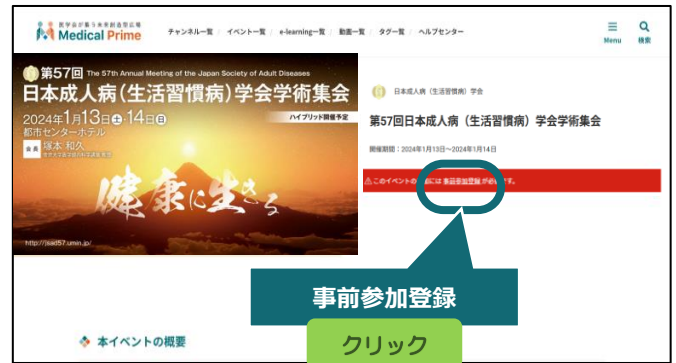 医学会が集う未来創造型広場
Medical Prime
チャンネル一覧 / イベント一覧 / e-learning一覧 / 動画一覧 / タグ一覧 / ヘルプセンター
Menu
検索
第57回 The 57th Annual Meeting of the Japan Society of Adult Diseases
日本成人病(生活習慣病)学会学術集会
2024年1月13日土・14日日
ハイブリッド開催予定
都市センターホテル
会長 塚本 和久
健康に生きる
http://jsad57.umin.jp/
日本成人病（生活習慣病）学会
第57回日本成人病（生活習慣病）学会学術集会
開催期間：2024年1月13日～2024年1月14日
このイベントの
には 事前参加登録 が必
です。
事前参加登録
クリック
本イベントの概要